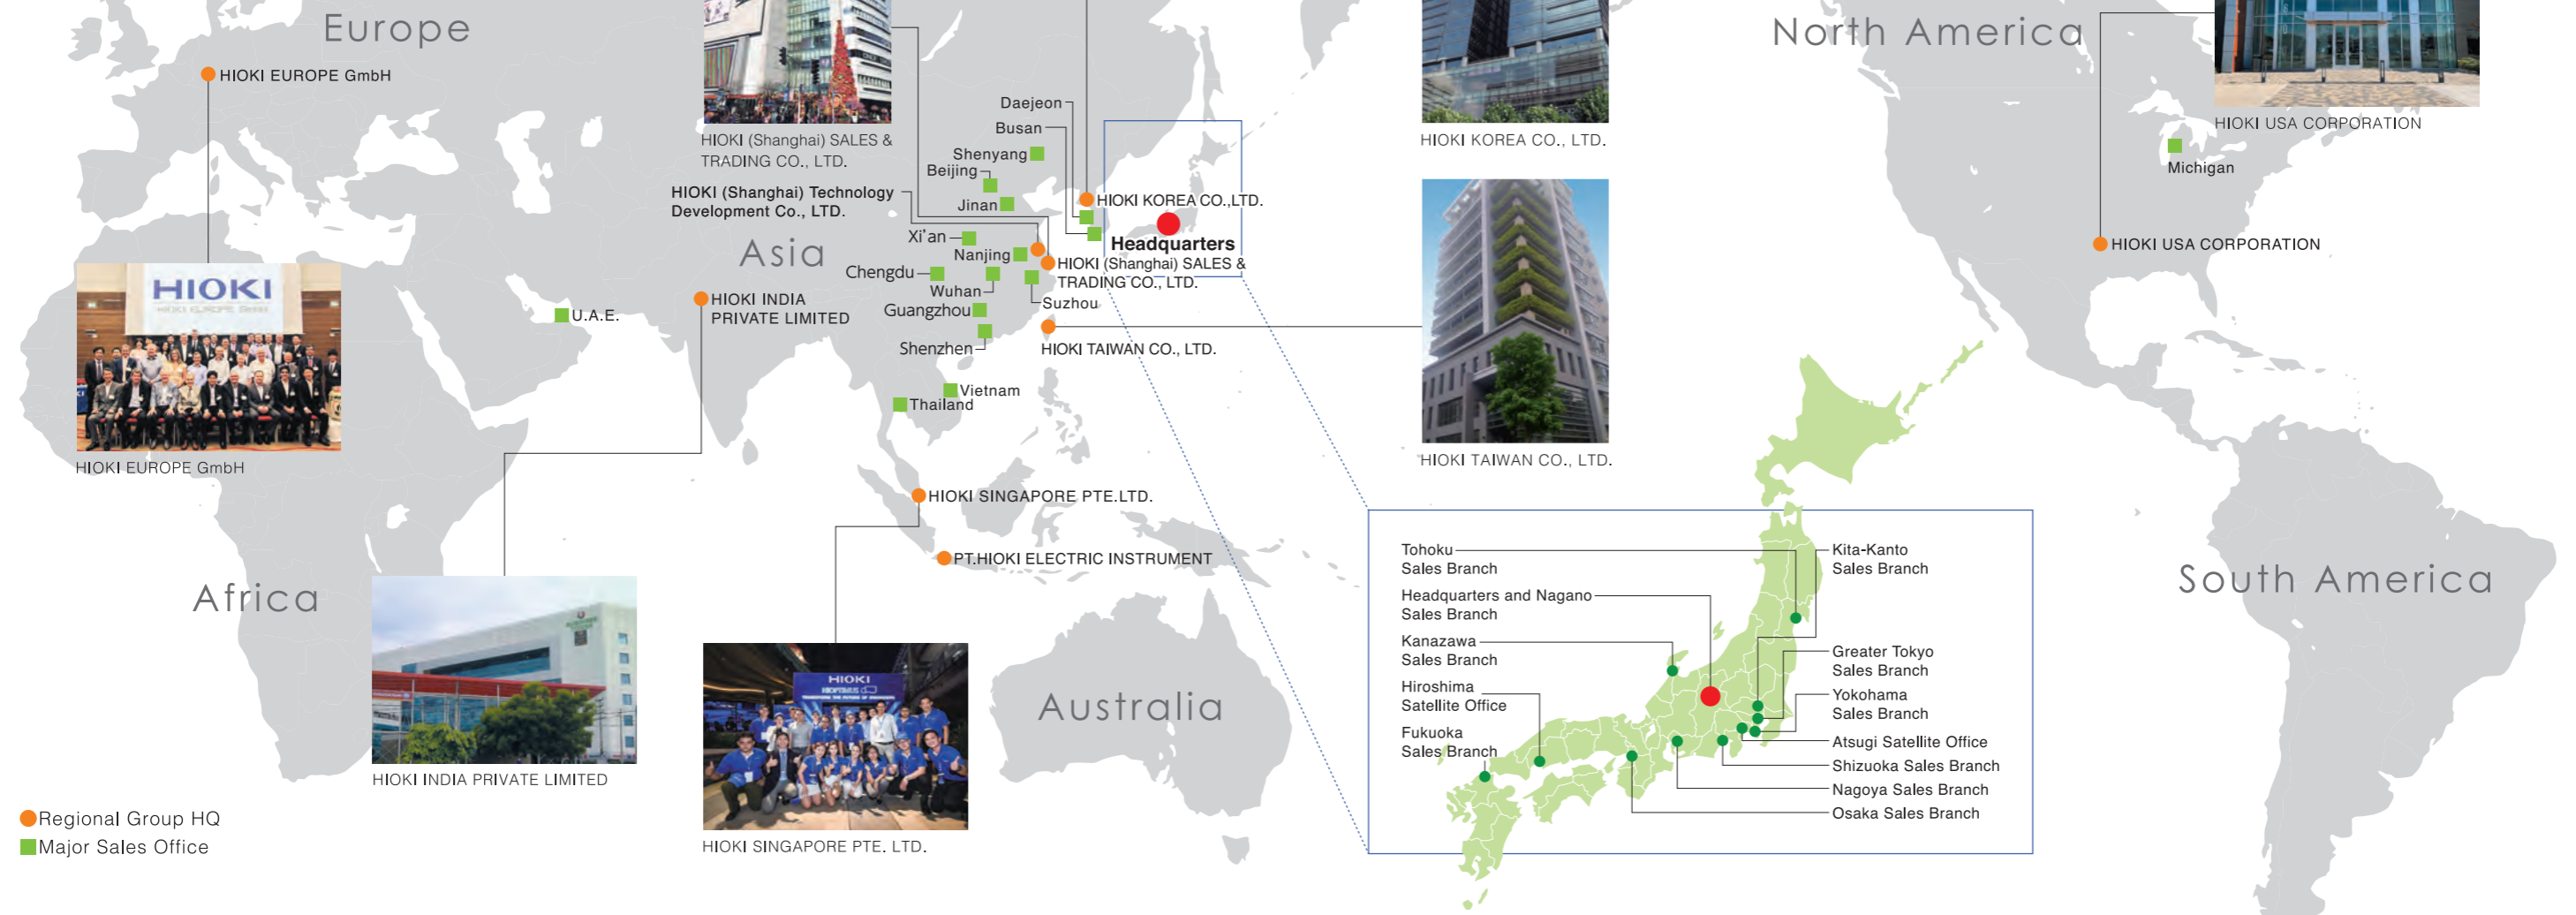 Europe
North America
HIOKI EUROPE GmbH
Daejeon
Busan
HIOKI (Shanghai) SALES &
TRADING CO., LTD.
HIOKI KOREA CO., LTD.
HIOKI USA CORPORATION
Shenyang
Beijing
Michigan
HIOKI (Shanghai) Technology
Development Co., LTD.
Jinan
HIOKI KOREA CO.,LTD.
Xi'an
Headquarters
Asia
Nanjing
HIOKI USA CORPORATION
HIOKI (Shanghai) SALES &
TRADING CO., LTD.
Chengdu
Wuhan
Suzhou
HIOKI
HIOKI EUROPE GmbH
HIOKI INDIA
PRIVATE LIMITED
U.A.E.
Guangzhou
Shenzhen
HIOKI TAIWAN CO., LTD.
Vietnam
Thailand
HIOKI EUROPE GmbH
HIOKI TAIWAN CO., LTD.
HIOKI SINGAPORE PTE.LTD.
PT.HIOKI ELECTRIC INSTRUMENT
Africa
South America
Tohoku
Sales Branch
Kita-Kanto
Sales Branch
Headquarters and Nagano
Sales Branch
Kanazawa
Sales Branch
Greater Tokyo
Sales Branch
Hiroshima
Satellite Office
Yokohama
Sales Branch
Fukuoka
Sales Branch
Atsugi Satellite Office
Shizuoka Sales Branch
Nagoya Sales Branch
Osaka Sales Branch
HIOKI
Australia
HIOKI INDIA PRIVATE LIMITED
HIOKI SINGAPORE PTE. LTD.
Regional Group HQ
Major Sales Office